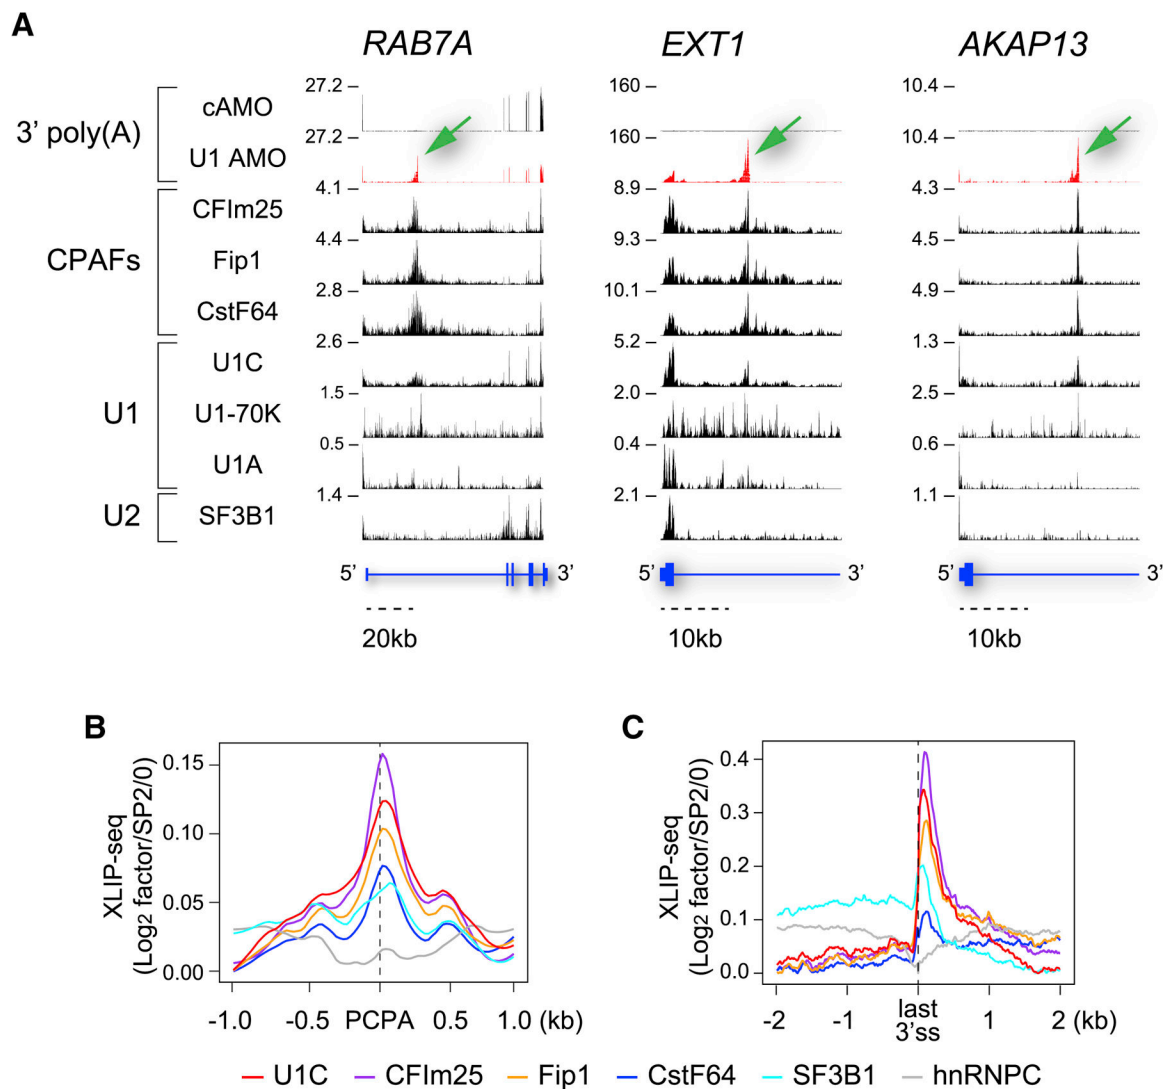 A
RAB7A EXT1 AKAP13
3' poly(A)
cAMO 27.2 160 10.4
U1 AMO 27.2 160 10.4
CPAFs
CFIm25 4.1 8.9 4.3
Fip1 4.4 9.3 4.5
CstF64 2.8 10.1 4.9
U1
U1C 2.6 5.2 1.3
U1-70K 1.5 2.0 2.5
U1A 0.5 0.4 0.6
U2
SF3B1 1.4 2.1 1.1
5' 3' 5' 3' 5' 3'
20kb 10kb 10kb
B
XLIP-seq
(Log2 factor/SP2/0)
0.15
0.10
0.05
0.00
-1.0 -0.5 PCPA 0.5 1.0 (kb)
C
XLIP-seq
(Log2 factor/SP2/0)
0.4
0.3
0.2
0.1
0.0
-2 -1 last 3'ss 1 2 (kb)
U1C CFIm25 Fip1 CstF64 SF3B1 hnRNPC